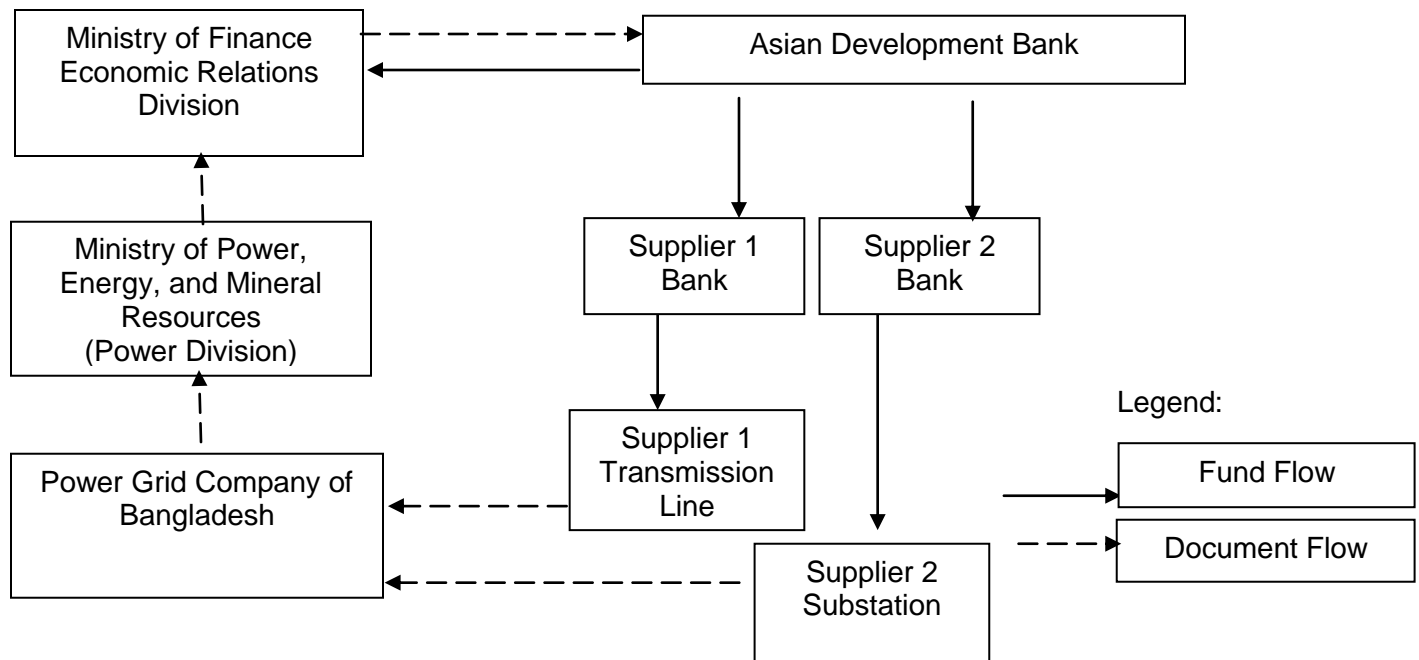 Ministry of Finance
Economic Relations
Division
Asian Development Bank
Ministry of Power,
Energy, and Mineral
Resources
(Power Division)
Supplier 1
Bank
Supplier 2
Bank
Legend:
Supplier 1
Transmission
Line
Power Grid Company of
Bangladesh
Fund Flow
Document Flow
Supplier 2
Substation